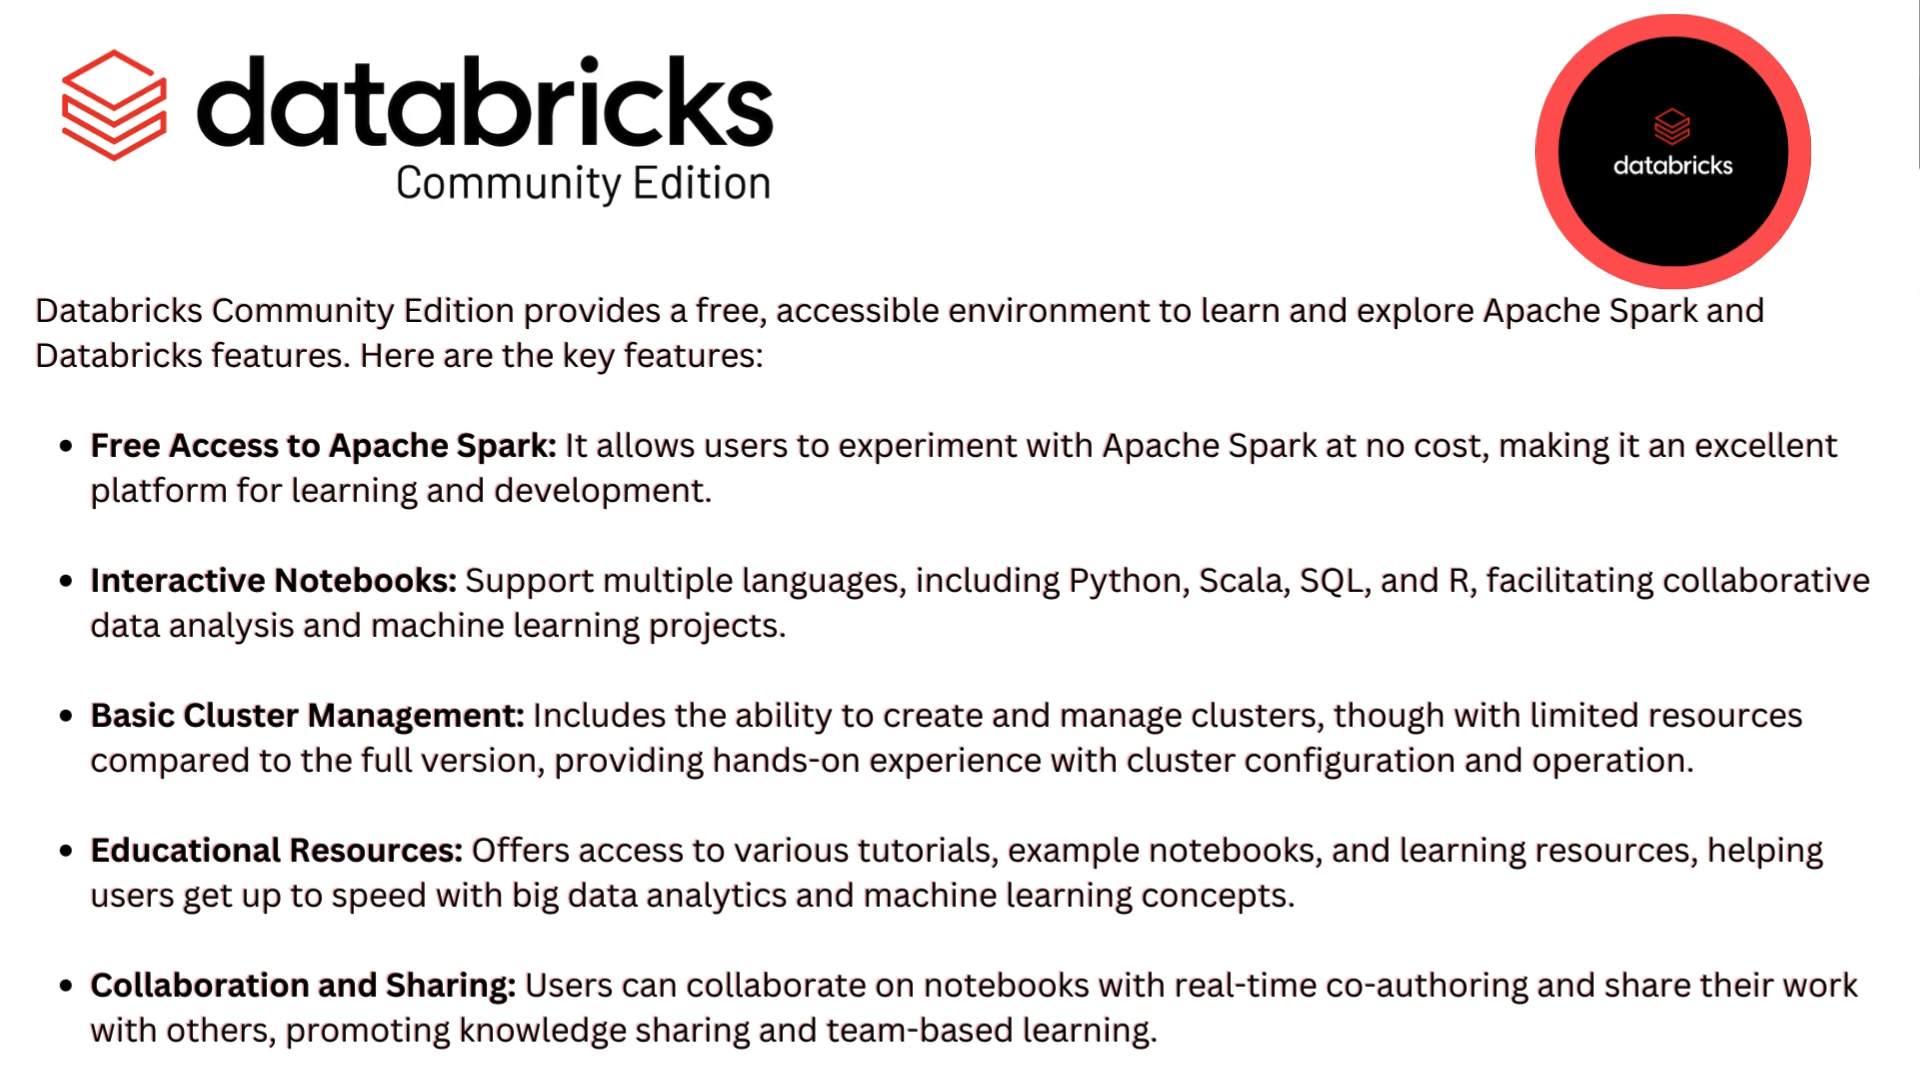 databricks
Community Edition
databricks
Databricks Community Edition provides a free, accessible environment to learn and explore Apache Spark and
Databricks features. Here are the key features:
• Free Access to Apache Spark: It allows users to experiment with Apache Spark at no cost, making it an excellent
platform for learning and development.
• Interactive Notebooks: Support multiple languages, including Python, Scala, SQL, and R, facilitating collaborative
data analysis and machine learning projects.
• Basic Cluster Management: Includes the ability to create and manage clusters, though with limited resources
compared to the full version, providing hands-on experience with cluster configuration and operation.
• Educational Resources: Offers access to various tutorials, example notebooks, and learning resources, helping
users get up to speed with big data analytics and machine learning concepts.
• Collaboration and Sharing: Users can collaborate on notebooks with real-time co-authoring and share their work
with others, promoting knowledge sharing and team-based learning.